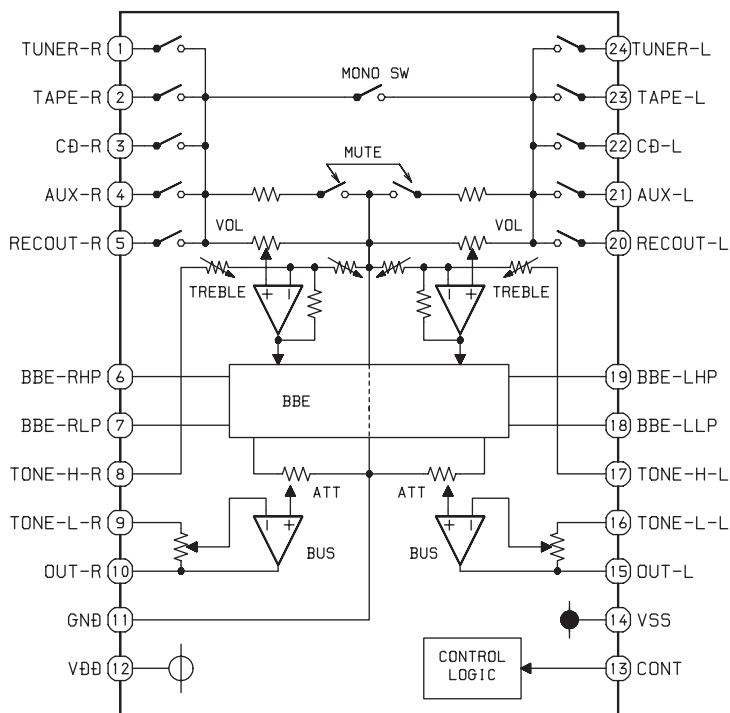 TUNER-R 1 24 TUNER-L
MONO SW
TAPE-R 2 23 TAPE-L
CD-R 3 22 CD-L
MUTE
AUX-R 4 21 AUX-L
VOL VOL
RECOUT-R 5 20 RECOUT-L
TREBLE TREBLE
+ − − +
BBE-RHP 6 19 BBE-LHP
BBE
BBE-RLP 7 18 BBE-LLP
TONE-H-R 8 17 TONE-H-L
ATT ATT
TONE-L-R 9 16 TONE-L-L
− + + −
BUS BUS
OUT-R 10 15 OUT-L
GND 11 14 VSS
CONTROL
LOGIC
VDD 12 13 CONT